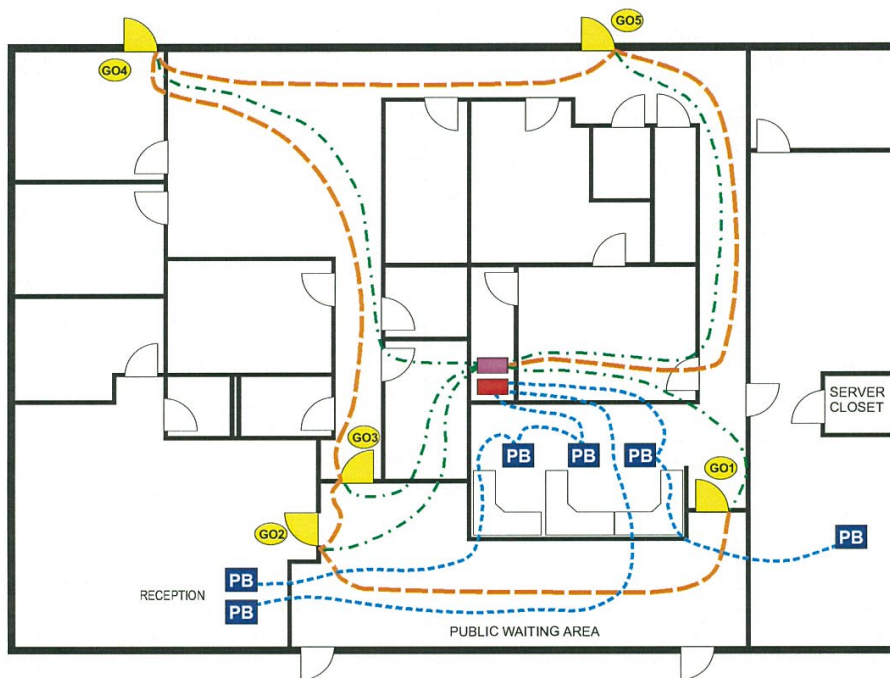 GO5
GO4
SERVER
CLOSET
GO3
PB
PB
PB
GO1
GO2
PB
PB
RECEPTION
PB
PUBLIC WAITING AREA